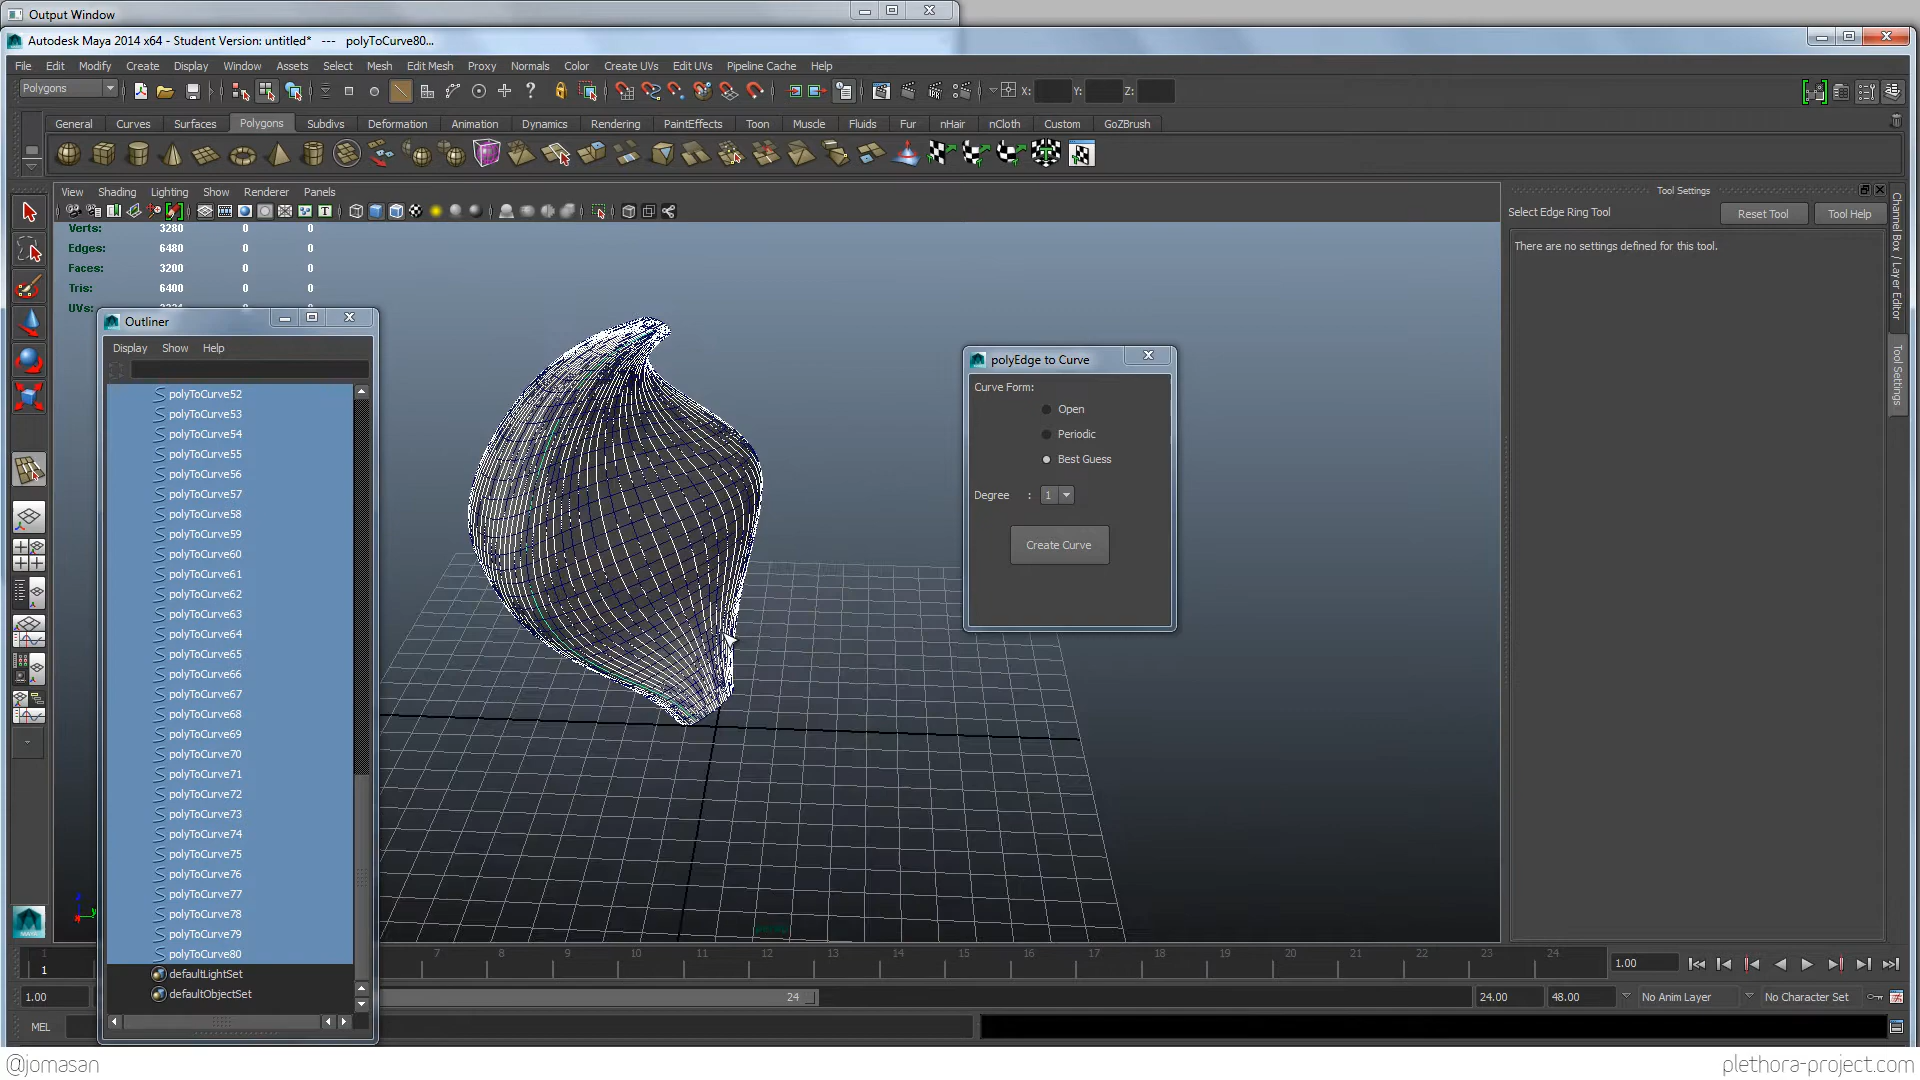 Output Window
Autodesk Maya 2014 x64 - Student Version: untitled* --- polyToCurve80...
File Edit Modify Create Display Window Assets Select Mesh Edit Mesh Proxy Normals Color Create UVs Edit UVs Pipeline Cache Help
Polygons X: Y: Z:
General Curves Surfaces Polygons Subdivs Deformation Animation Dynamics Rendering PaintEffects Toon Muscle Fluids Fur nHair nCloth Custom GoZBrush
View Shading Lighting Show Renderer Panels
Tool Settings
Select Edge Ring Tool Reset Tool Tool Help
There are no settings defined for this tool.
Channel Box / Layer Editor
Tool Settings
Verts: 3280 0 0
Edges: 6480 0 0
Faces: 3200 0 0
Tris: 6400 0 0
UVs:
Outliner
Display Show Help
polyToCurve52
polyToCurve53
polyToCurve54
polyToCurve55
polyToCurve56
polyToCurve57
polyToCurve58
polyToCurve59
polyToCurve60
polyToCurve61
polyToCurve62
polyToCurve63
polyToCurve64
polyToCurve65
polyToCurve66
polyToCurve67
polyToCurve68
polyToCurve69
polyToCurve70
polyToCurve71
polyToCurve72
polyToCurve73
polyToCurve74
polyToCurve75
polyToCurve76
polyToCurve77
polyToCurve78
polyToCurve79
polyToCurve80
defaultLightSet
defaultObjectSet
polyEdge to Curve
Curve Form:
Open
Periodic
Best Guess
Degree : 1
Create Curve
1 7 8 9 10 11 12 13 14 15 16 17 18 19 20 21 22 23 24
1 1.00
1.00 24 24.00 48.00 No Anim Layer No Character Set
MEL
@jomasan
plethora-project.com